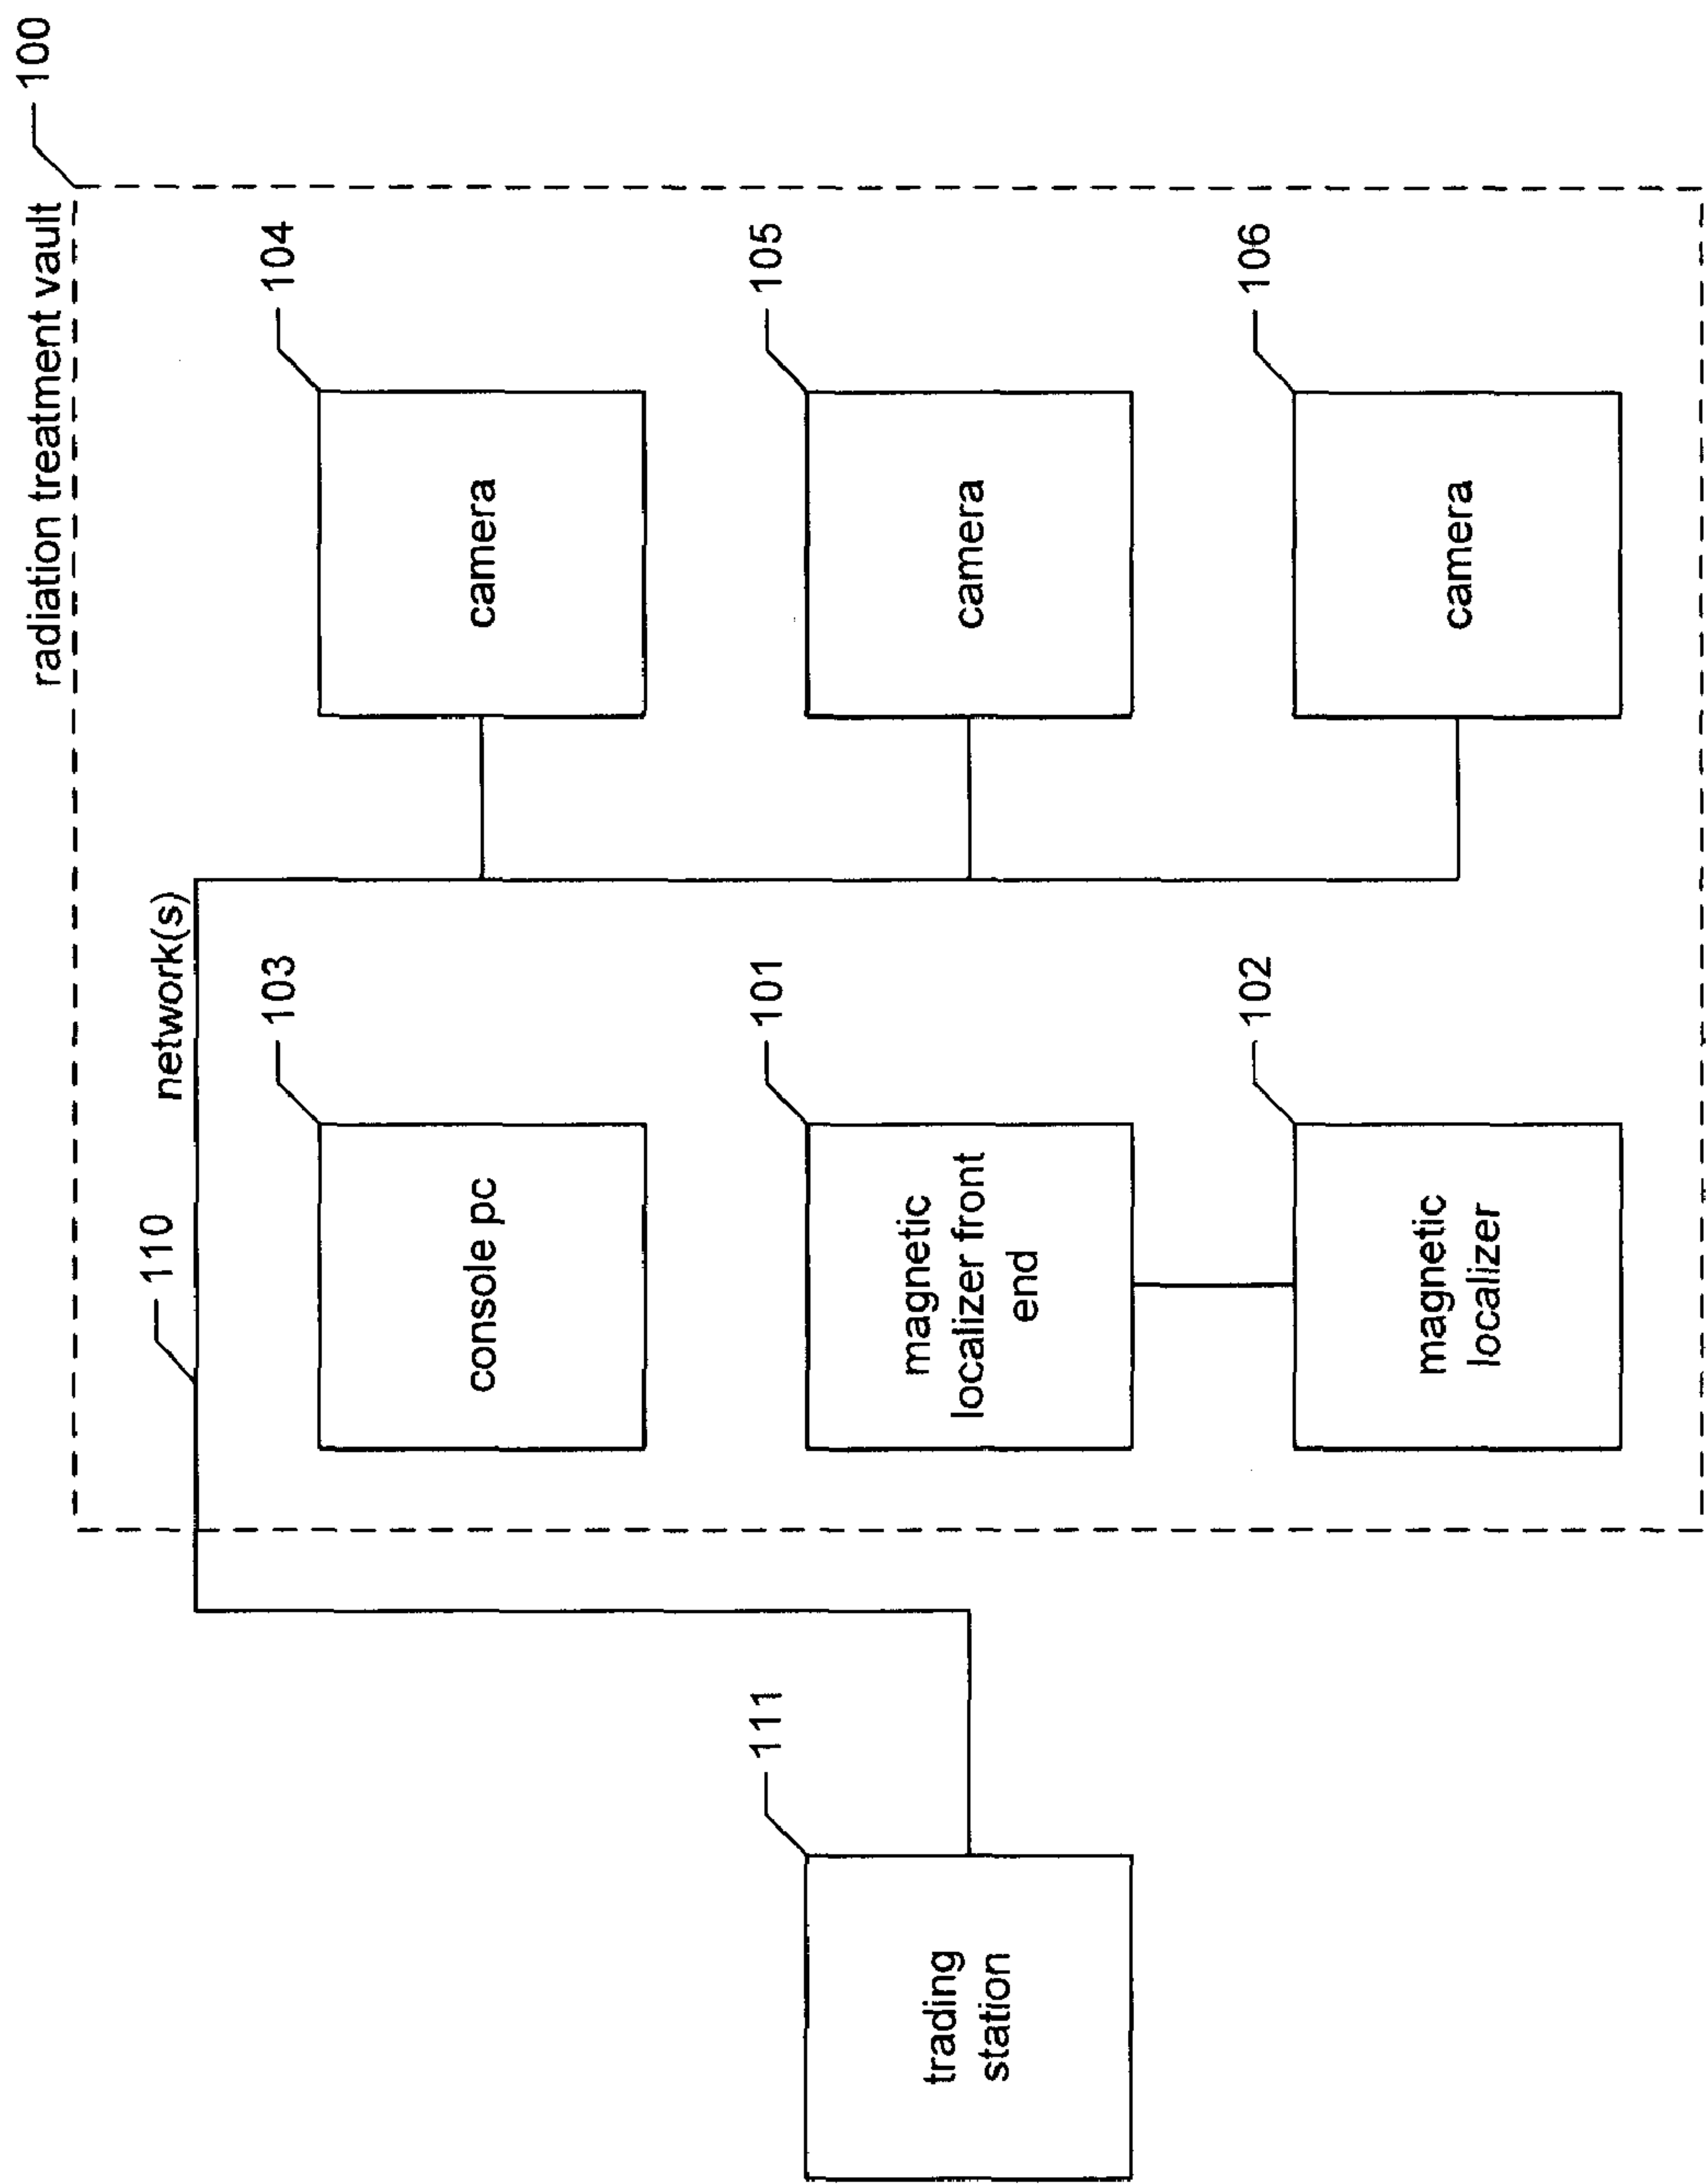 radiation treatment vault
100
110
network(s)
103
console pc
104
camera
111
trading
station
101
magnetic
localizer front
end
105
camera
102
magnetic
localizer
106
camera